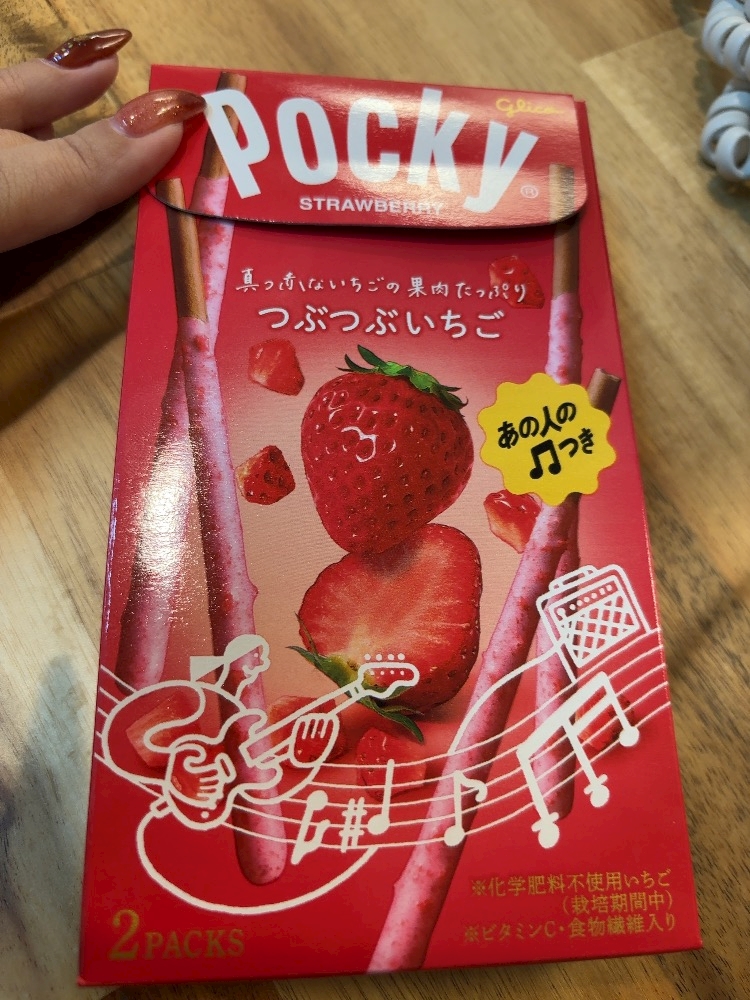 Glico
Pocky®
STRAWBERRY
真っ赤ないちごの果肉たっぷり
つぶつぶいちご
あの人の
♫つき
※化学肥料不使用いちご
(栽培期間中)
※ビタミンC・食物繊維入り
2 PACKS